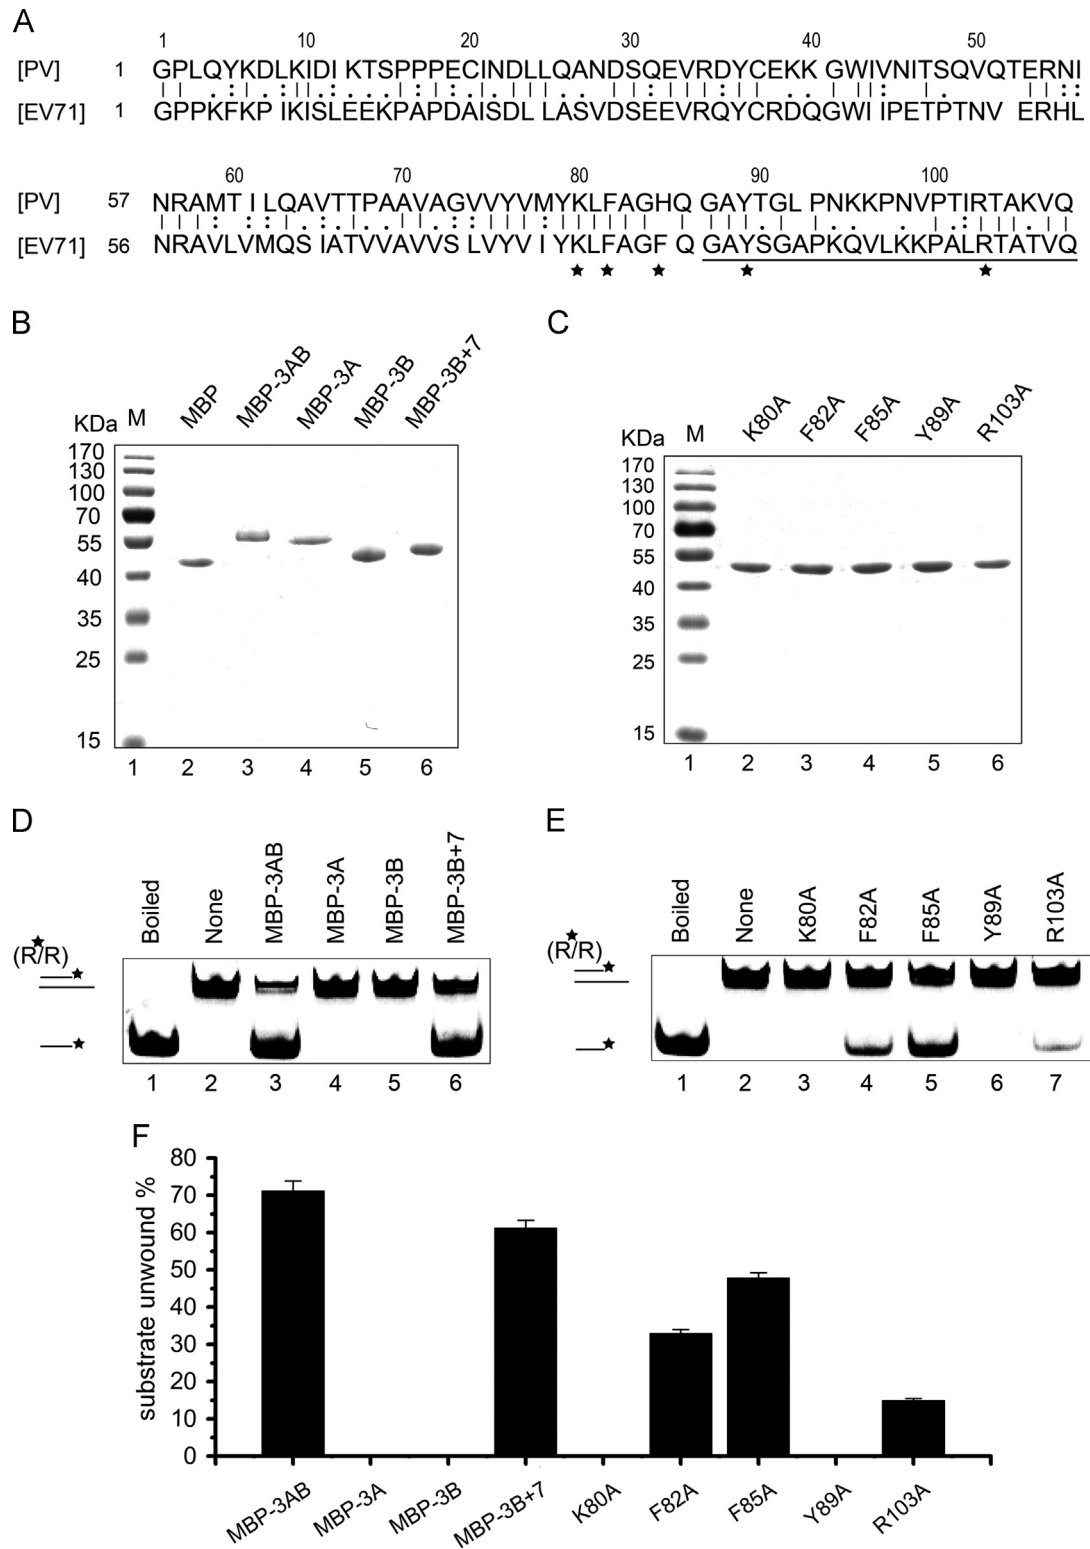 A
1 10 20 30 40 50
[PV] 1 GPLQYKDLKIDI KTSPPPECINDLLQANDSQEVRDYCEKK GWIVNITSQVQTERNI
[EV71] 1 GPPKFKP IKISLEEKPAPDAISDL LASVDSEEVRQYCRDQGWI IPETPTNV ERHL
60 70 80 90 100
[PV] 57 NRAMT I LQAVTTPAAVAGVVYVMYKLFAGHQ GAYTGL PNKKPNVPTIRTAKVQ
[EV71] 56 NRAVLVMQS IATVVAVVS LVYV I YKLFAGF Q GAYSGAPKQVLKKPALRTATVQ
★ ★ ★ ★ ★
B
KDa M MBP MBP-3AB MBP-3A MBP-3B MBP-3B+7
170
130
100
70
55
40
35
25
15
1 2 3 4 5 6
C
KDa M K80A F82A F85A Y89A R103A
170
130
100
70
55
40
35
25
15
1 2 3 4 5 6
D
Boiled None MBP-3AB MBP-3A MBP-3B MBP-3B+7
★
(R/R)
1 2 3 4 5 6
E
Boiled None K80A F82A F85A Y89A R103A
★
(R/R)
1 2 3 4 5 6 7
F
substrate unwound %
80
70
60
50
40
30
20
10
0
MBP-3AB MBP-3A MBP-3B MBP-3B+7 K80A F82A F85A Y89A R103A